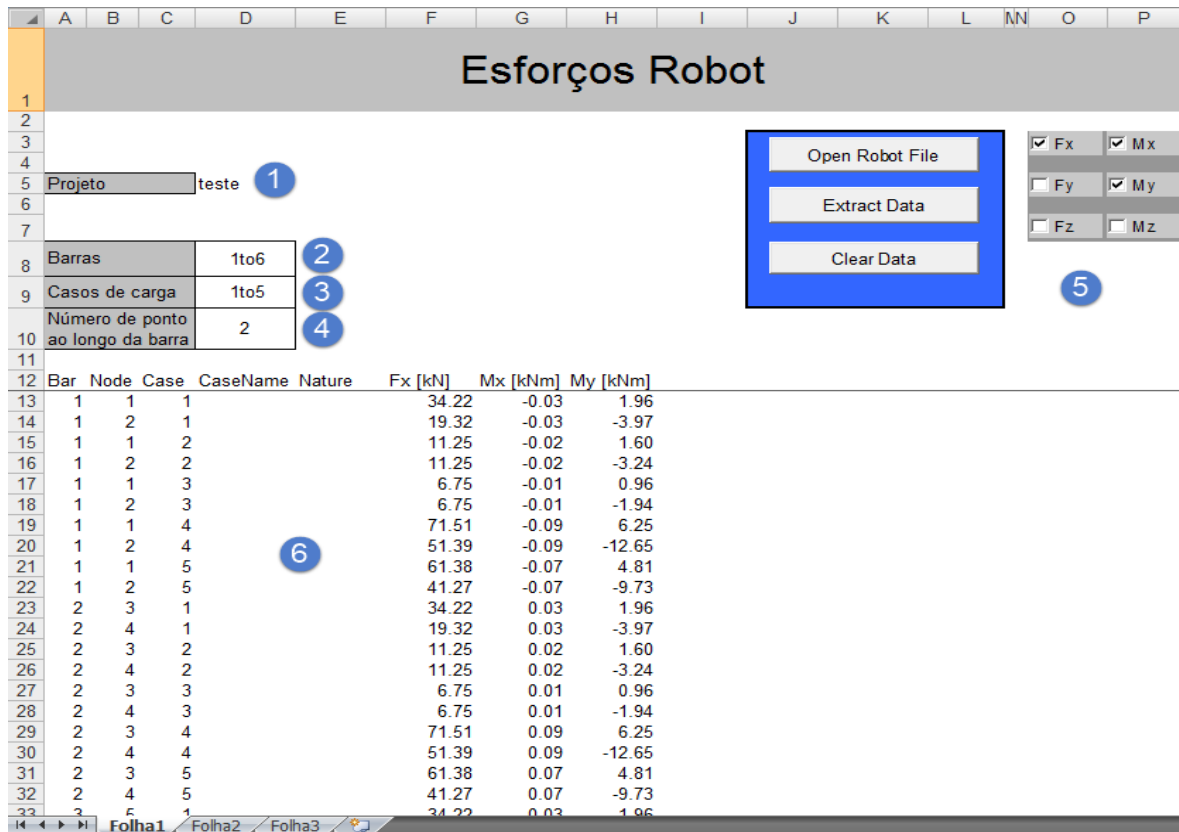 A B C D E F G H I J K L M N O P
1 Esforços Robot
2
3 Open Robot File ✓ Fx ✓ Mx
4
5 Projeto teste 1 Fy ✓ My
6 Extract Data
7 Fz Mz
8 Barras 1to6 2 Clear Data
9 Casos de carga 1to5 3 5
Número de ponto
10 ao longo da barra 2 4
11
12 Bar Node Case CaseName Nature Fx [kN] Mx [kNm] My [kNm]
13 1 1 1 34.22 -0.03 1.96
14 1 2 1 19.32 -0.03 -3.97
15 1 1 2 11.25 -0.02 1.60
16 1 2 2 11.25 -0.02 -3.24
17 1 1 3 6.75 -0.01 0.96
18 1 2 3 6.75 -0.01 -1.94
19 1 1 4 71.51 -0.09 6.25
20 1 2 4 6 51.39 -0.09 -12.65
21 1 1 5 61.38 -0.07 4.81
22 1 2 5 41.27 -0.07 -9.73
23 2 3 1 34.22 0.03 1.96
24 2 4 1 19.32 0.03 -3.97
25 2 3 2 11.25 0.02 1.60
26 2 4 2 11.25 0.02 -3.24
27 2 3 3 6.75 0.01 0.96
28 2 4 3 6.75 0.01 -1.94
29 2 3 4 71.51 0.09 6.25
30 2 4 4 51.39 0.09 -12.65
31 2 3 5 61.38 0.07 4.81
32 2 4 5 41.27 0.07 -9.73
33 3 5 1 34.22 0.03 1.96
Folha1 Folha2 Folha3